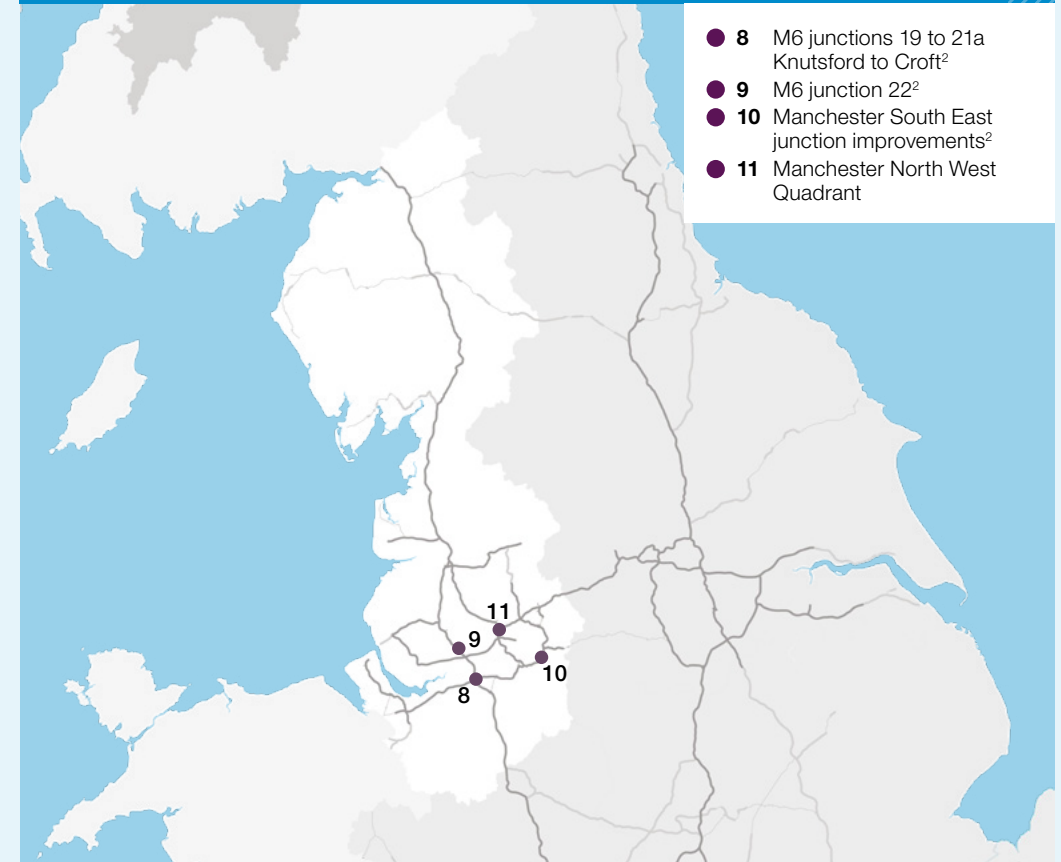 8 M6 junctions 19 to 21a
Knutsford to Croft²
9 M6 junction 22²
10 Manchester South East
junction improvements²
11 Manchester North West
Quadrant
11
9
10
8